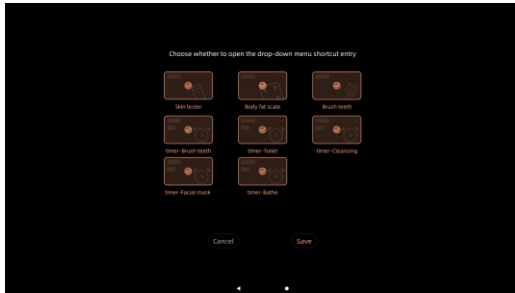 Choose whether to open the drop-down menu shortcut entry
Skin tester Body fat scale Brush teeth
timer-Brush teeth timer-Toilet timer-Cleansing
timer-Facial mask timer-Bathe
Cancel Save